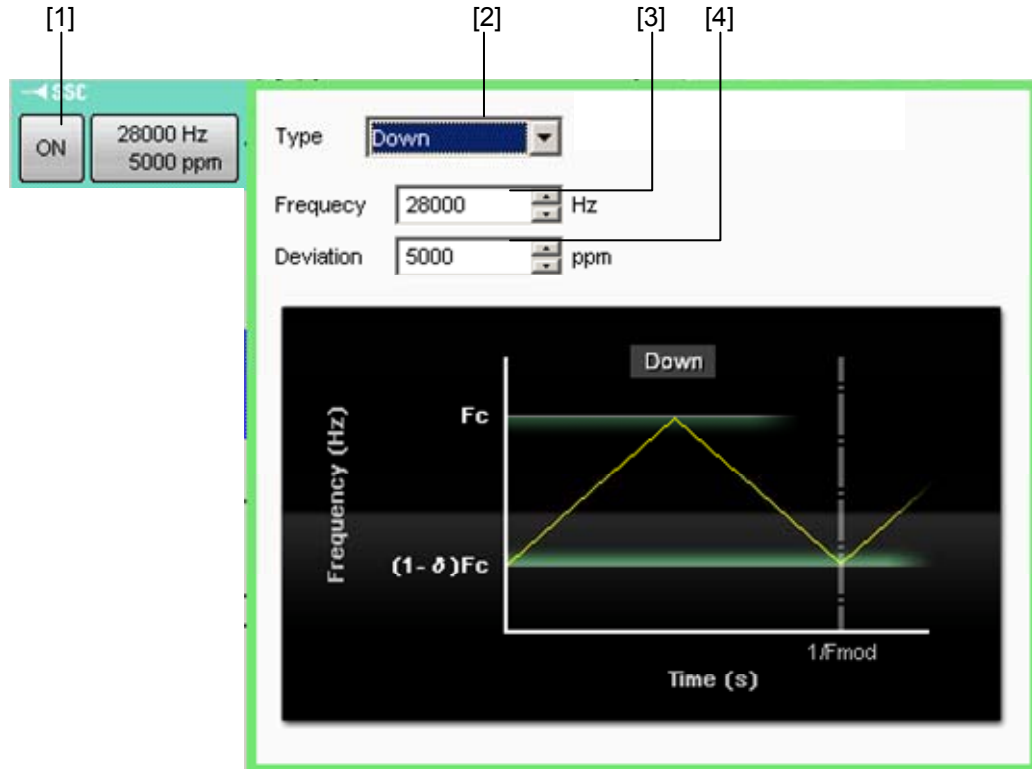 [1] [2] [3] [4]
SSC
ON
28000 Hz
5000 ppm
Type Down
Frequecy 28000 Hz
Deviation 5000 ppm
Down
Frequency (Hz)
Fc
(1-δ)Fc
1/Fmod
Time (s)